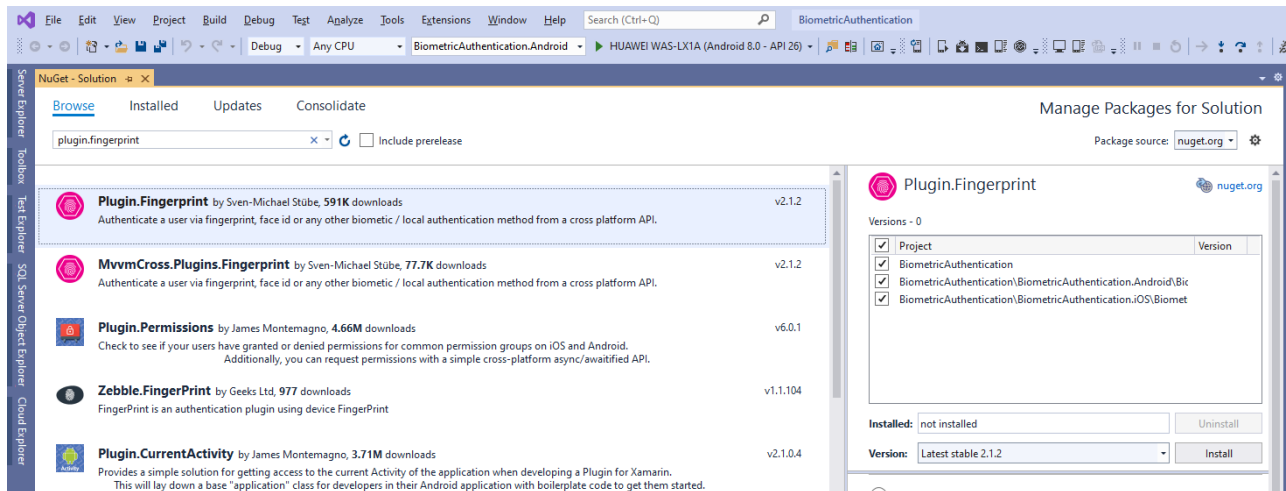 File Edit View Project Build Debug Test Analyze Tools Extensions Window Help Search (Ctrl+Q) BiometricAuthentication
Debug Any CPU BiometricAuthentication.Android HUAWEI WAS-LX1A (Android 8.0 - API 26)
Server Explorer
Toolbox
Test Explorer
SQL Server Object Explorer
Cloud Explorer
NuGet - Solution
Browse Installed Updates Consolidate
Manage Packages for Solution
plugin.fingerprint
Include prerelease
Package source: nuget.org
Plugin.Fingerprint by Sven-Michael Stübe, 591K downloads v2.1.2
Authenticate a user via fingerprint, face id or any other biometic / local authentication method from a cross platform API.
MvvmCross.Plugins.Fingerprint by Sven-Michael Stübe, 77.7K downloads v2.1.2
Authenticate a user via fingerprint, face id or any other biometic / local authentication method from a cross platform API.
Plugin.Permissions by James Montemagno, 4.66M downloads v6.0.1
Check to see if your users have granted or denied permissions for common permission groups on iOS and Android.
Additionally, you can request permissions with a simple cross-platform async/awaitified API.
Zebble.FingerPrint by Geeks Ltd, 977 downloads v1.1.104
FingerPrint is an authentication plugin using device FingerPrint
Activity
Plugin.CurrentActivity by James Montemagno, 3.71M downloads v2.1.0.4
Provides a simple solution for getting access to the current Activity of the application when developing a Plugin for Xamarin.
This will lay down a base "application" class for developers in their Android application with boilerplate code to get them started.
Plugin.Fingerprint
nuget.org
Versions - 0
Project Version
BiometricAuthentication
BiometricAuthentication\BiometricAuthentication.Android\Bic
BiometricAuthentication\BiometricAuthentication.iOS\Biomet
Installed: not installed Uninstall
Version: Latest stable 2.1.2 Install